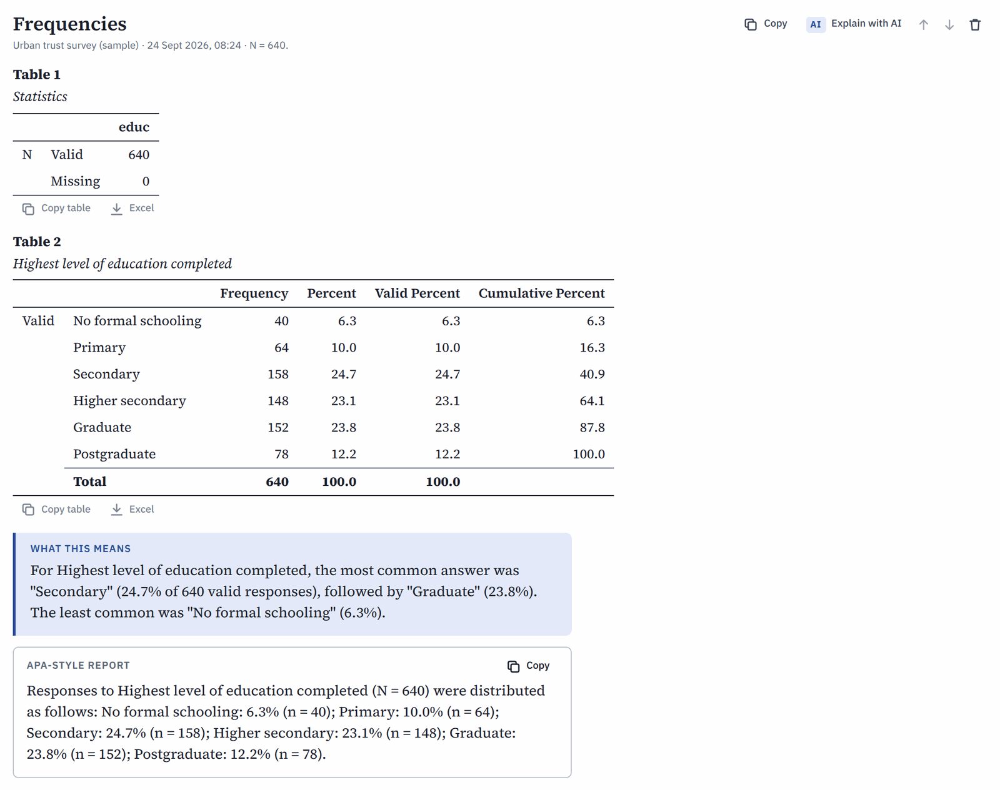 Frequencies
Copy
AI Explain with AI
Urban trust survey (sample) · 24 Sept 2026, 08:24 · N = 640.
Table 1
Statistics
educ
N Valid 640
Missing 0
Copy table Excel
Table 2
Highest level of education completed
Frequency Percent Valid Percent Cumulative Percent
Valid No formal schooling 40 6.3 6.3 6.3
Primary 64 10.0 10.0 16.3
Secondary 158 24.7 24.7 40.9
Higher secondary 148 23.1 23.1 64.1
Graduate 152 23.8 23.8 87.8
Postgraduate 78 12.2 12.2 100.0
Total 640 100.0 100.0
Copy table Excel
WHAT THIS MEANS
For Highest level of education completed, the most common answer was
"Secondary" (24.7% of 640 valid responses), followed by "Graduate" (23.8%).
The least common was "No formal schooling" (6.3%).
APA-STYLE REPORT
Copy
Responses to Highest level of education completed (N = 640) were distributed
as follows: No formal schooling: 6.3% (n = 40); Primary: 10.0% (n = 64);
Secondary: 24.7% (n = 158); Higher secondary: 23.1% (n = 148); Graduate:
23.8% (n = 152); Postgraduate: 12.2% (n = 78).